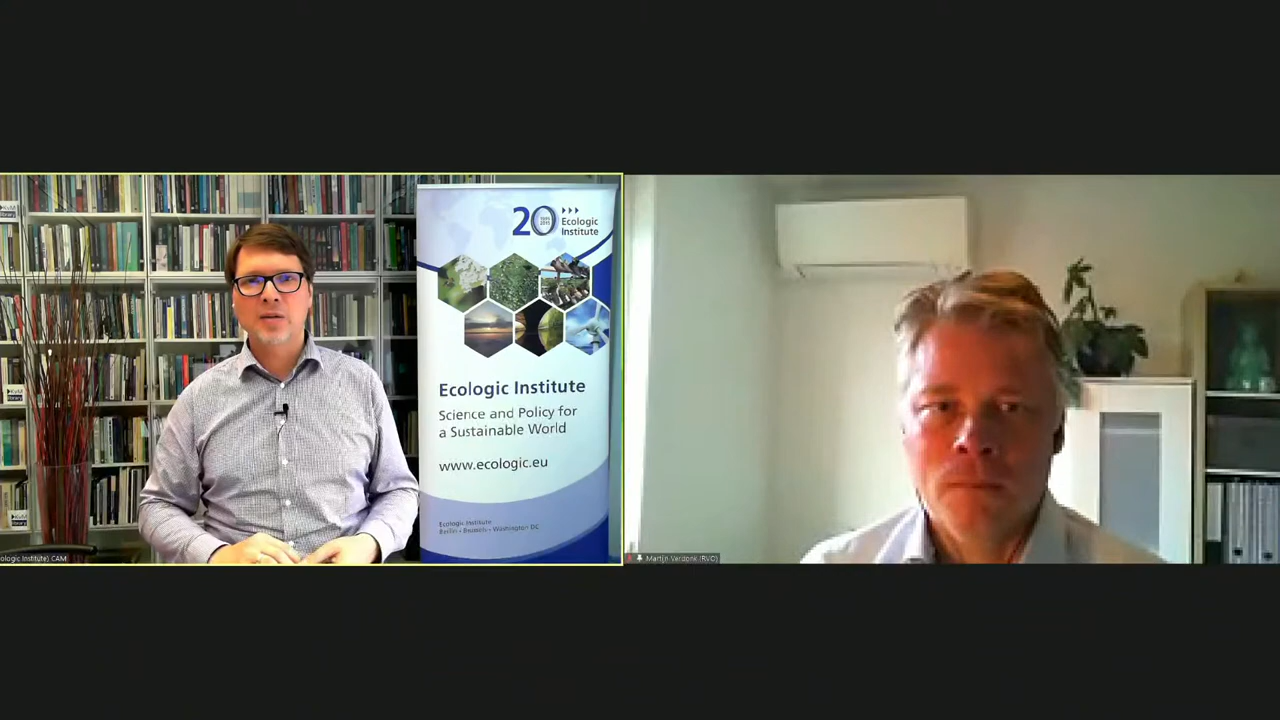 20
Ecologic
Institute
Ecologic Institute
Science and Policy for
a Sustainable World
www.ecologic.eu
Ecologic Institute
Berlin • Brussels • Washington DC
ologic Institute) CAM
Martijn Verdonk (RVO)